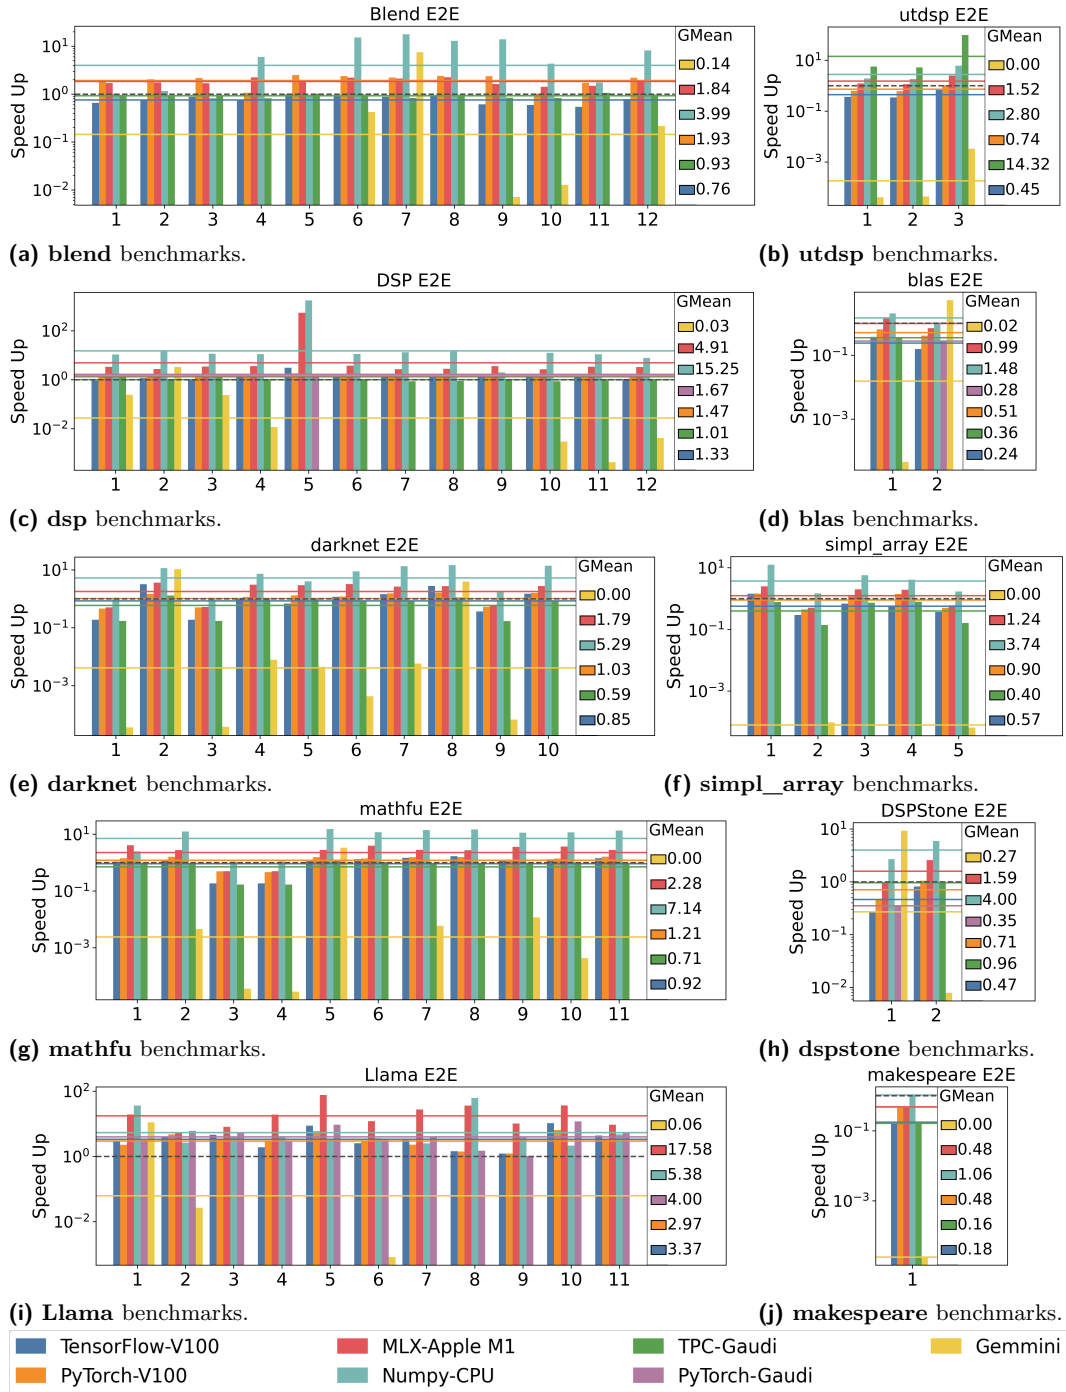 Blend E2E
Speed Up
10^1
10^0
10^-1
10^-2
1 2 3 4 5 6 7 8 9 10 11 12
GMean
0.14
1.84
3.99
1.93
0.93
0.76
(a) blend benchmarks.
utdsp E2E
Speed Up
10^1
10^-1
10^-3
1 2 3
GMean
0.00
1.52
2.80
0.74
14.32
0.45
(b) utdsp benchmarks.
DSP E2E
Speed Up
10^2
10^0
10^-2
1 2 3 4 5 6 7 8 9 10 11 12
GMean
0.03
4.91
15.25
1.67
1.47
1.01
1.33
(c) dsp benchmarks.
blas E2E
Speed Up
10^-1
10^-3
1 2
GMean
0.02
0.99
1.48
0.28
0.51
0.36
0.24
(d) blas benchmarks.
darknet E2E
Speed Up
10^1
10^-1
10^-3
1 2 3 4 5 6 7 8 9 10
GMean
0.00
1.79
5.29
1.03
0.59
0.85
(e) darknet benchmarks.
simpl_array E2E
Speed Up
10^1
10^-1
10^-3
1 2 3 4 5
GMean
0.00
1.24
3.74
0.90
0.40
0.57
(f) simpl_array benchmarks.
mathfu E2E
Speed Up
10^1
10^-1
10^-3
1 2 3 4 5 6 7 8 9 10 11
GMean
0.00
2.28
7.14
1.21
0.71
0.92
(g) mathfu benchmarks.
DSPStone E2E
Speed Up
10^1
10^0
10^-1
10^-2
1 2
GMean
0.27
1.59
4.00
0.35
0.71
0.96
0.47
(h) dspstone benchmarks.
Llama E2E
Speed Up
10^2
10^0
10^-2
1 2 3 4 5 6 7 8 9 10 11
GMean
0.06
17.58
5.38
4.00
2.97
3.37
(i) Llama benchmarks.
makespeare E2E
Speed Up
10^-1
10^-3
1
GMean
0.00
0.48
1.06
0.48
0.16
0.18
(j) makespeare benchmarks.
TensorFlow-V100 MLX-Apple M1 TPC-Gaudi Gemmini
PyTorch-V100 Numpy-CPU PyTorch-Gaudi